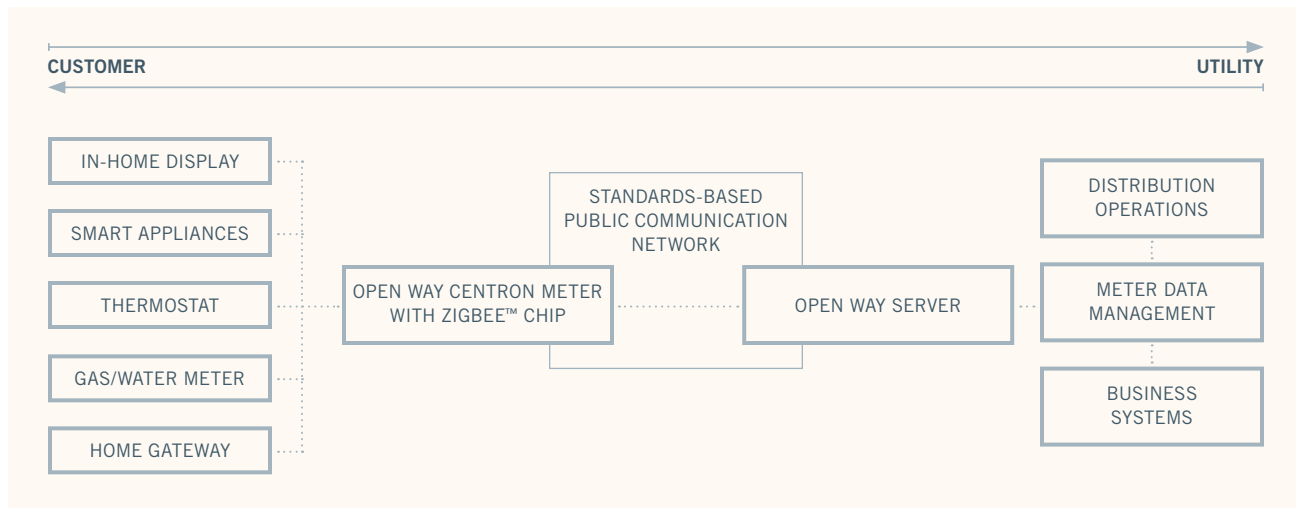 CUSTOMER
UTILITY
IN-HOME DISPLAY
SMART APPLIANCES
THERMOSTAT
GAS/WATER METER
HOME GATEWAY
STANDARDS-BASED
PUBLIC COMMUNICATION
NETWORK
OPEN WAY CENTRON METER
WITH ZIGBEE™ CHIP
OPEN WAY SERVER
DISTRIBUTION
OPERATIONS
METER DATA
MANAGEMENT
BUSINESS
SYSTEMS